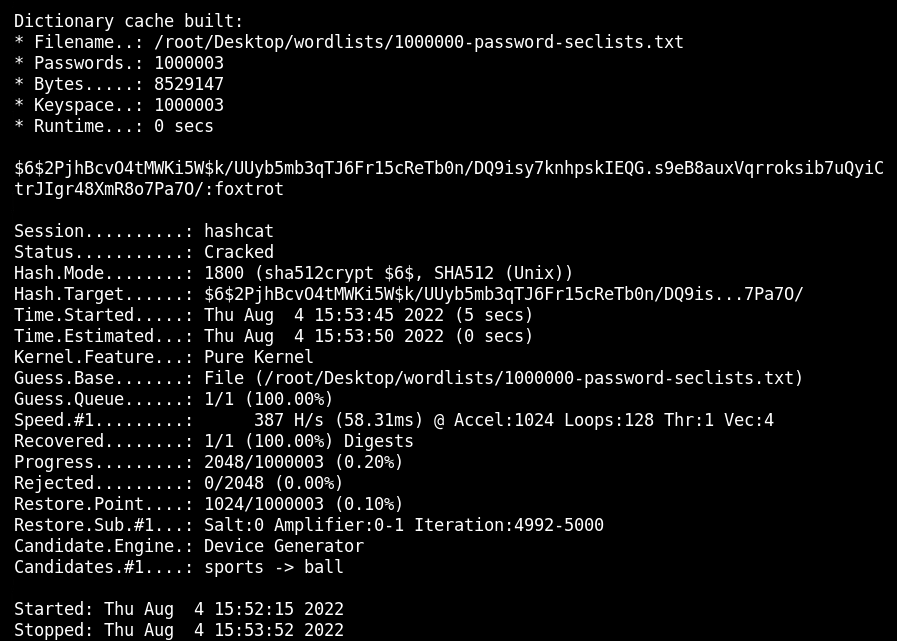 Dictionary cache built:
* Filename..: /root/Desktop/wordlists/1000000-password-seclists.txt
* Passwords.: 1000003
* Bytes.....: 8529147
* Keyspace..: 1000003
* Runtime...: 0 secs
$6$2PjhBcvO4tMWKi5W$k/UUyb5mb3qTJ6Fr15cReTb0n/DQ9isy7knhpskIEQG.s9eB8auxVqrroksib7uQyiC
trJIgr48XmR8o7Pa7O/:foxtrot
Session..........: hashcat
Status...........: Cracked
Hash.Mode........: 1800 (sha512crypt $6$, SHA512 (Unix))
Hash.Target......: $6$2PjhBcvO4tMWKi5W$k/UUyb5mb3qTJ6Fr15cReTb0n/DQ9is...7Pa7O/
Time.Started.....: Thu Aug  4 15:53:45 2022 (5 secs)
Time.Estimated...: Thu Aug  4 15:53:50 2022 (0 secs)
Kernel.Feature...: Pure Kernel
Guess.Base.......: File (/root/Desktop/wordlists/1000000-password-seclists.txt)
Guess.Queue......: 1/1 (100.00%)
Speed.#1.........:      387 H/s (58.31ms) @ Accel:1024 Loops:128 Thr:1 Vec:4
Recovered........: 1/1 (100.00%) Digests
Progress.........: 2048/1000003 (0.20%)
Rejected.........: 0/2048 (0.00%)
Restore.Point....: 1024/1000003 (0.10%)
Restore.Sub.#1...: Salt:0 Amplifier:0-1 Iteration:4992-5000
Candidate.Engine.: Device Generator
Candidates.#1....: sports -> ball
Started: Thu Aug  4 15:52:15 2022
Stopped: Thu Aug  4 15:53:52 2022